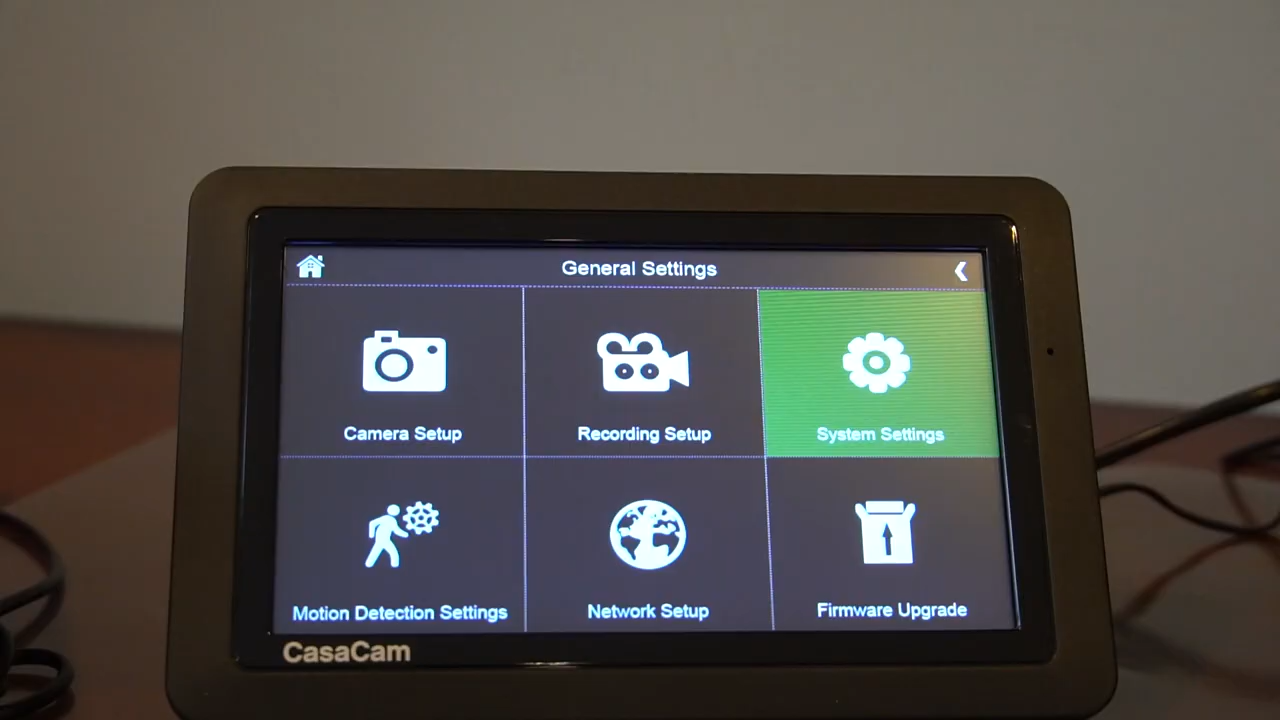 General Settings
Camera Setup
Recording Setup
System Settings
Motion Detection Settings
Network Setup
Firmware Upgrade
CasaCam